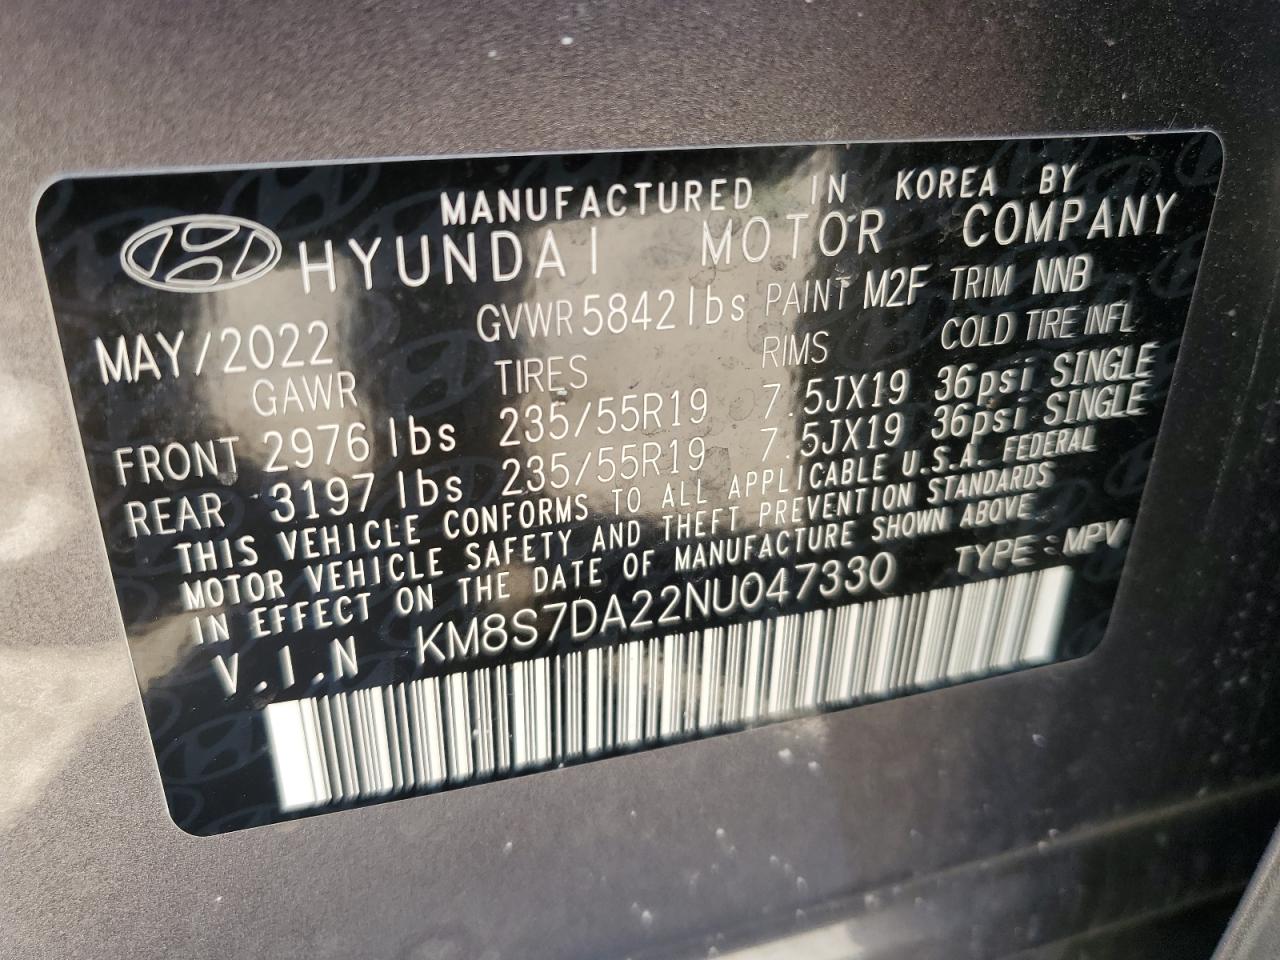 MANUFACTURED IN KOREA BY
HYUNDAI MOTOR COMPANY
MAY/2022 GVWR 5842lbs PAINT M2F TRIM NNB
GAWR TIRES RIMS COLD TIRE INFL
FRONT 2976 lbs 235/55R19 7.5JX19 36psi SINGLE
REAR 3197 lbs 235/55R19 7.5JX19 36psi SINGLE
THIS VEHICLE CONFORMS TO ALL APPLICABLE U.S.A. FEDERAL
MOTOR VEHICLE SAFETY AND THEFT PREVENTION STANDARDS
IN EFFECT ON THE DATE OF MANUFACTURE SHOWN ABOVE
V.I.N KM8S7DA22NU047330 TYPE: MPV